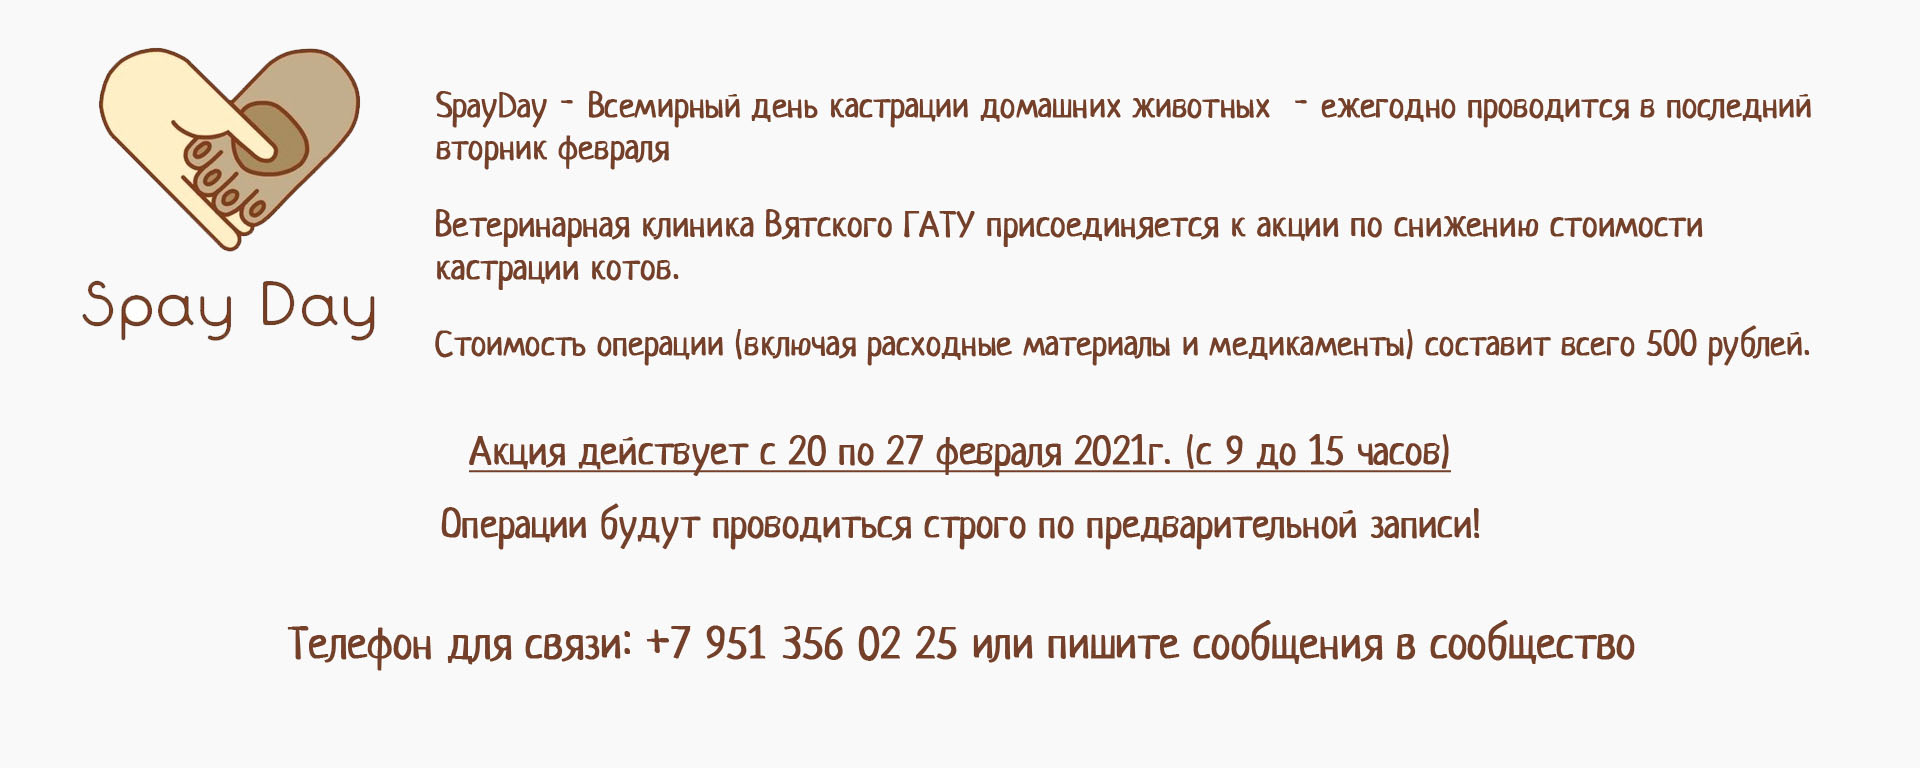 Spay Day
SpayDay - Всемирный день кастрации домашних животных - ежегодно проводится в последний
вторник февраля
Ветеринарная клиника Вятского ГАТУ присоединяется к акции по снижению стоимости
кастрации котов.
Стоимость операции (включая расходные материалы и медикаменты) составит всего 500 рублей.
Акция действует с 20 по 27 февраля 2021г. (с 9 до 15 часов)
Операции будут проводиться строго по предварительной записи!
Телефон для связи: +7 951 356 02 25 или пишите сообщения в сообщество